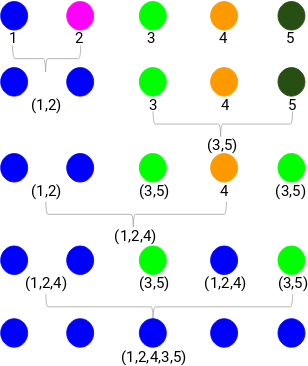 1 2 3 4 5
(1,2) 3 4 5
(3,5)
(1,2) (3,5) 4 (3,5)
(1,2,4)
(1,2,4) (3,5) (1,2,4) (3,5)
(1,2,4,3,5)